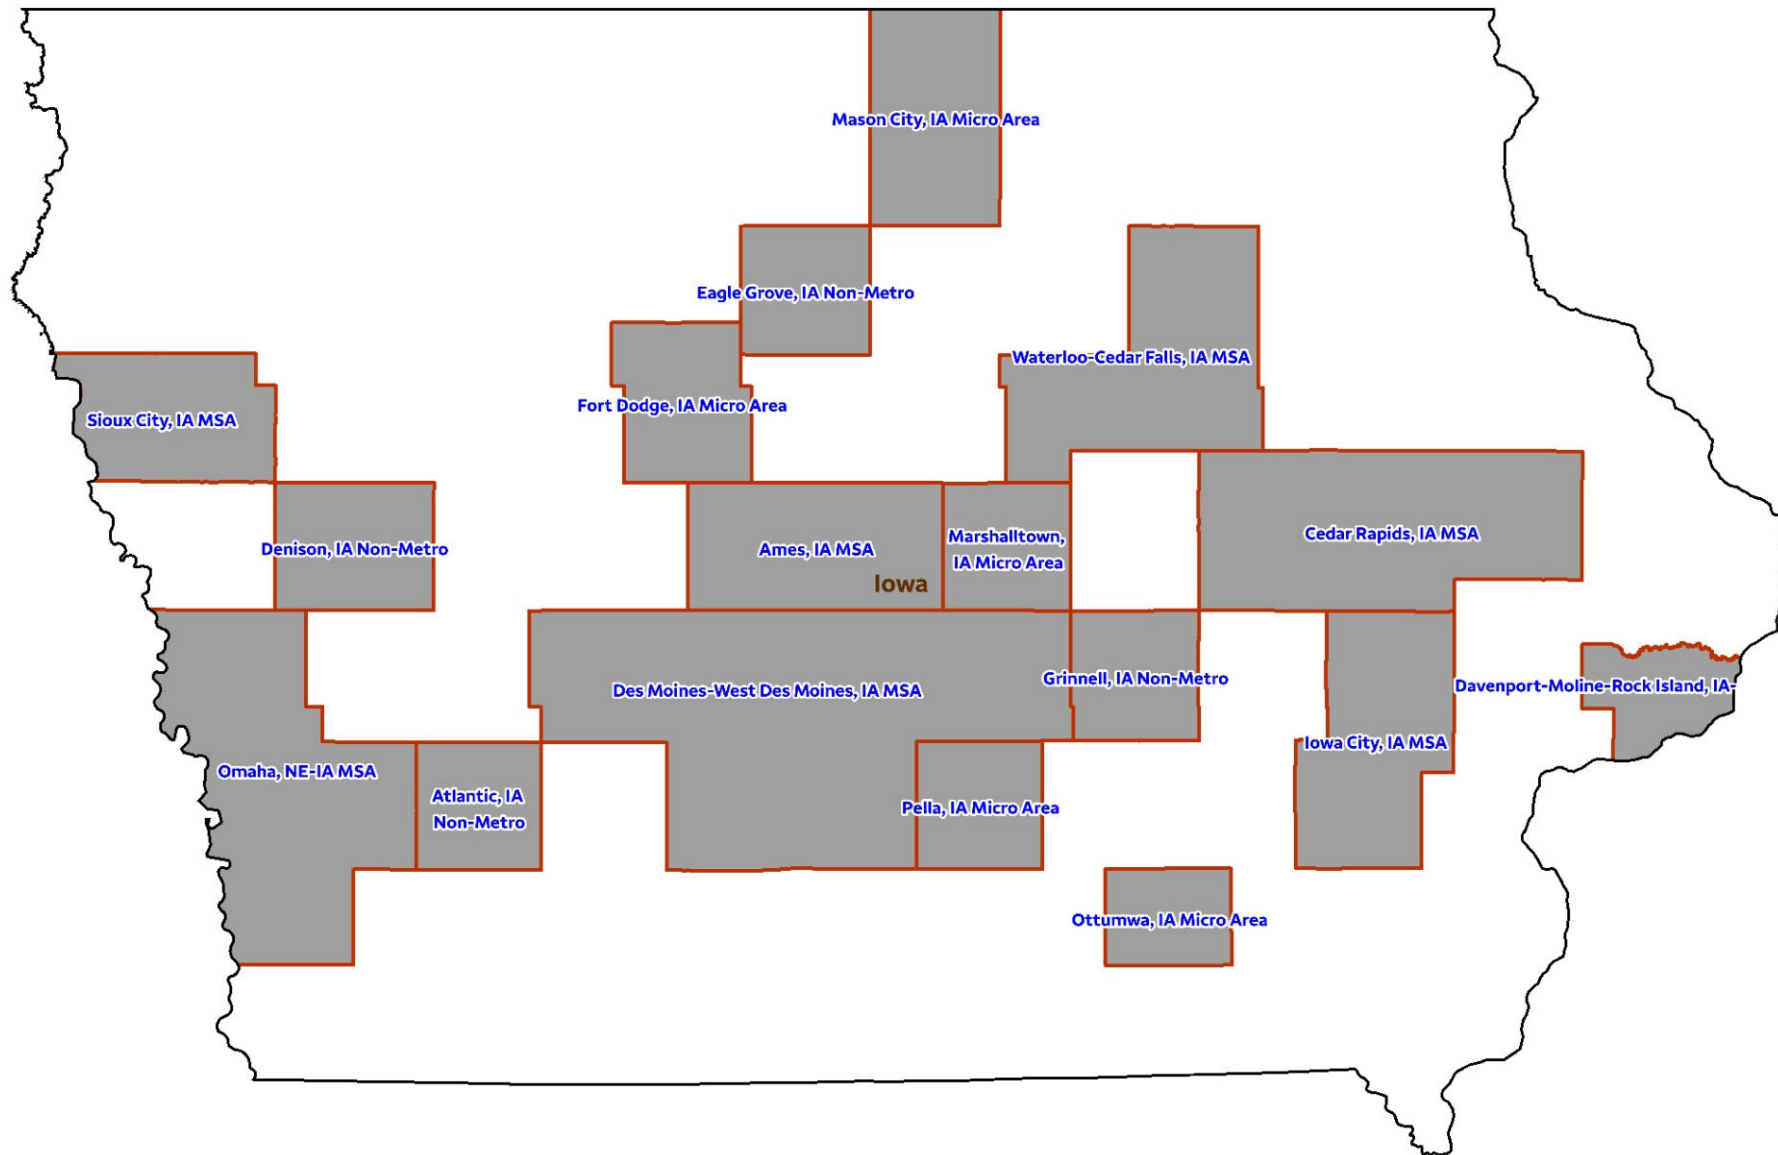 Mason City, IA Micro Area
Eagle Grove, IA Non-Metro
Waterloo-Cedar Falls, IA MSA
Fort Dodge, IA Micro Area
Sioux City, IA MSA
Cedar Rapids, IA MSA
Marshalltown,
IA Micro Area
Denison, IA Non-Metro
Ames, IA MSA
Iowa
Grinnell, IA Non-Metro
Davenport-Moline-Rock Island, IA-
Des Moines-West Des Moines, IA MSA
Iowa City, IA MSA
Omaha, NE-IA MSA
Atlantic, IA
Non-Metro
Pella, IA Micro Area
Ottumwa, IA Micro Area